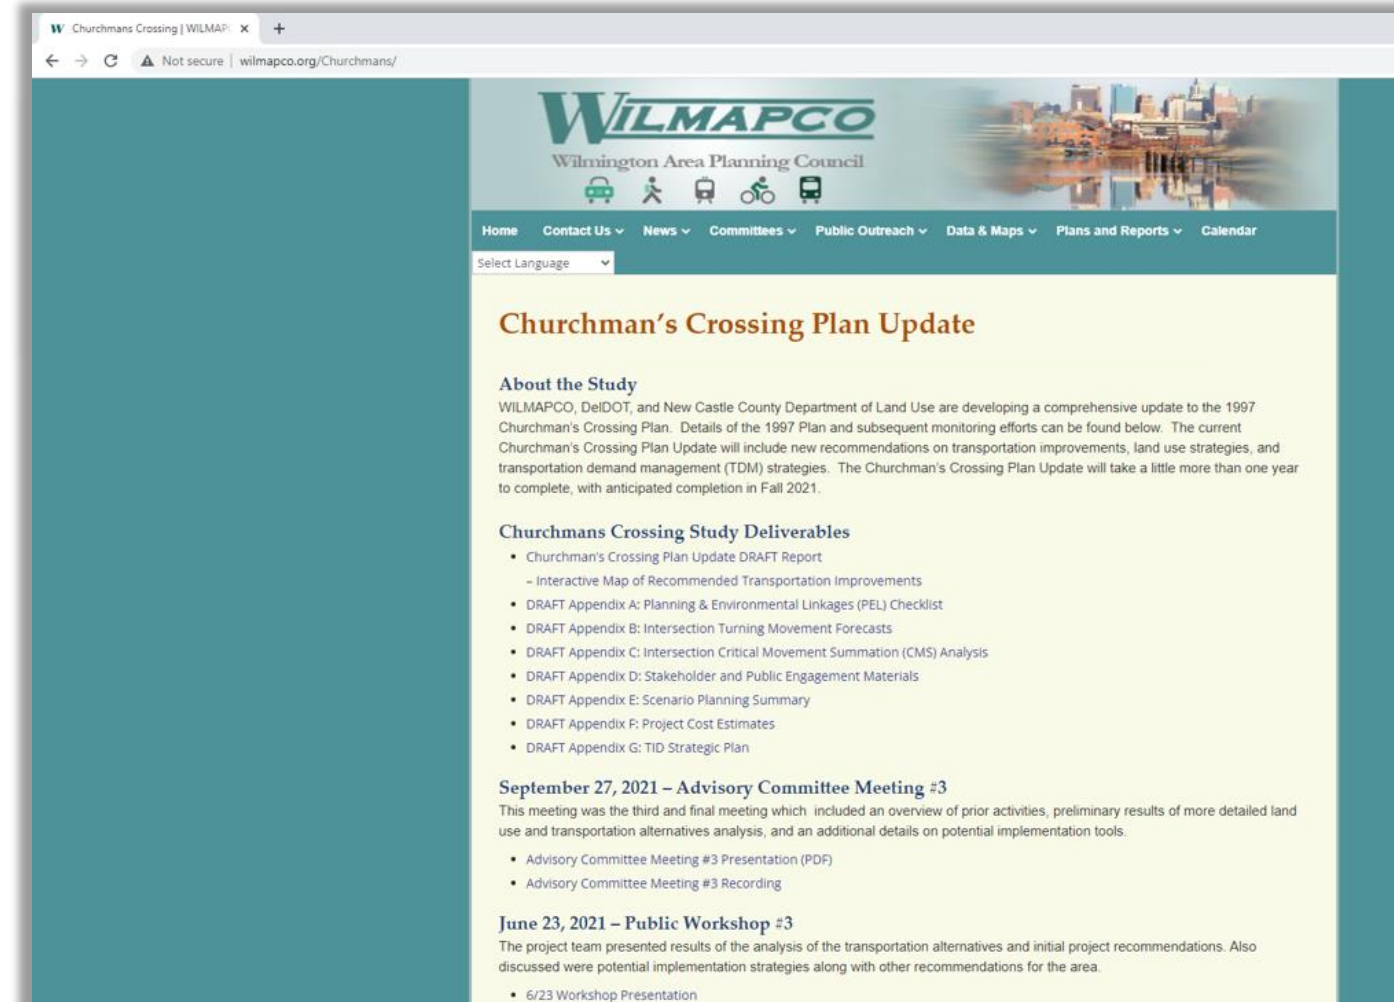 Churchmans Crossing | WILMAP
Not secure | wilmapco.org/Churchmans/
WILMAPCO
Wilmington Area Planning Council
Home Contact Us News Committees Public Outreach Data & Maps Plans and Reports Calendar
Select Language
Churchman's Crossing Plan Update
About the Study
WILMAPCO, DelDOT, and New Castle County Department of Land Use are developing a comprehensive update to the 1997
Churchman's Crossing Plan. Details of the 1997 Plan and subsequent monitoring efforts can be found below. The current
Churchman's Crossing Plan Update will include new recommendations on transportation improvements, land use strategies, and
transportation demand management (TDM) strategies. The Churchman's Crossing Plan Update will take a little more than one year
to complete, with anticipated completion in Fall 2021.
Churchmans Crossing Study Deliverables
• Churchman's Crossing Plan Update DRAFT Report
– Interactive Map of Recommended Transportation Improvements
• DRAFT Appendix A: Planning & Environmental Linkages (PEL) Checklist
• DRAFT Appendix B: Intersection Turning Movement Forecasts
• DRAFT Appendix C: Intersection Critical Movement Summation (CMS) Analysis
• DRAFT Appendix D: Stakeholder and Public Engagement Materials
• DRAFT Appendix E: Scenario Planning Summary
• DRAFT Appendix F: Project Cost Estimates
• DRAFT Appendix G: TID Strategic Plan
September 27, 2021 – Advisory Committee Meeting #3
This meeting was the third and final meeting which included an overview of prior activities, preliminary results of more detailed land
use and transportation alternatives analysis, and an additional details on potential implementation tools.
• Advisory Committee Meeting #3 Presentation (PDF)
• Advisory Committee Meeting #3 Recording
June 23, 2021 – Public Workshop #3
The project team presented results of the analysis of the transportation alternatives and initial project recommendations. Also
discussed were potential implementation strategies along with other recommendations for the area.
• 6/23 Workshop Presentation